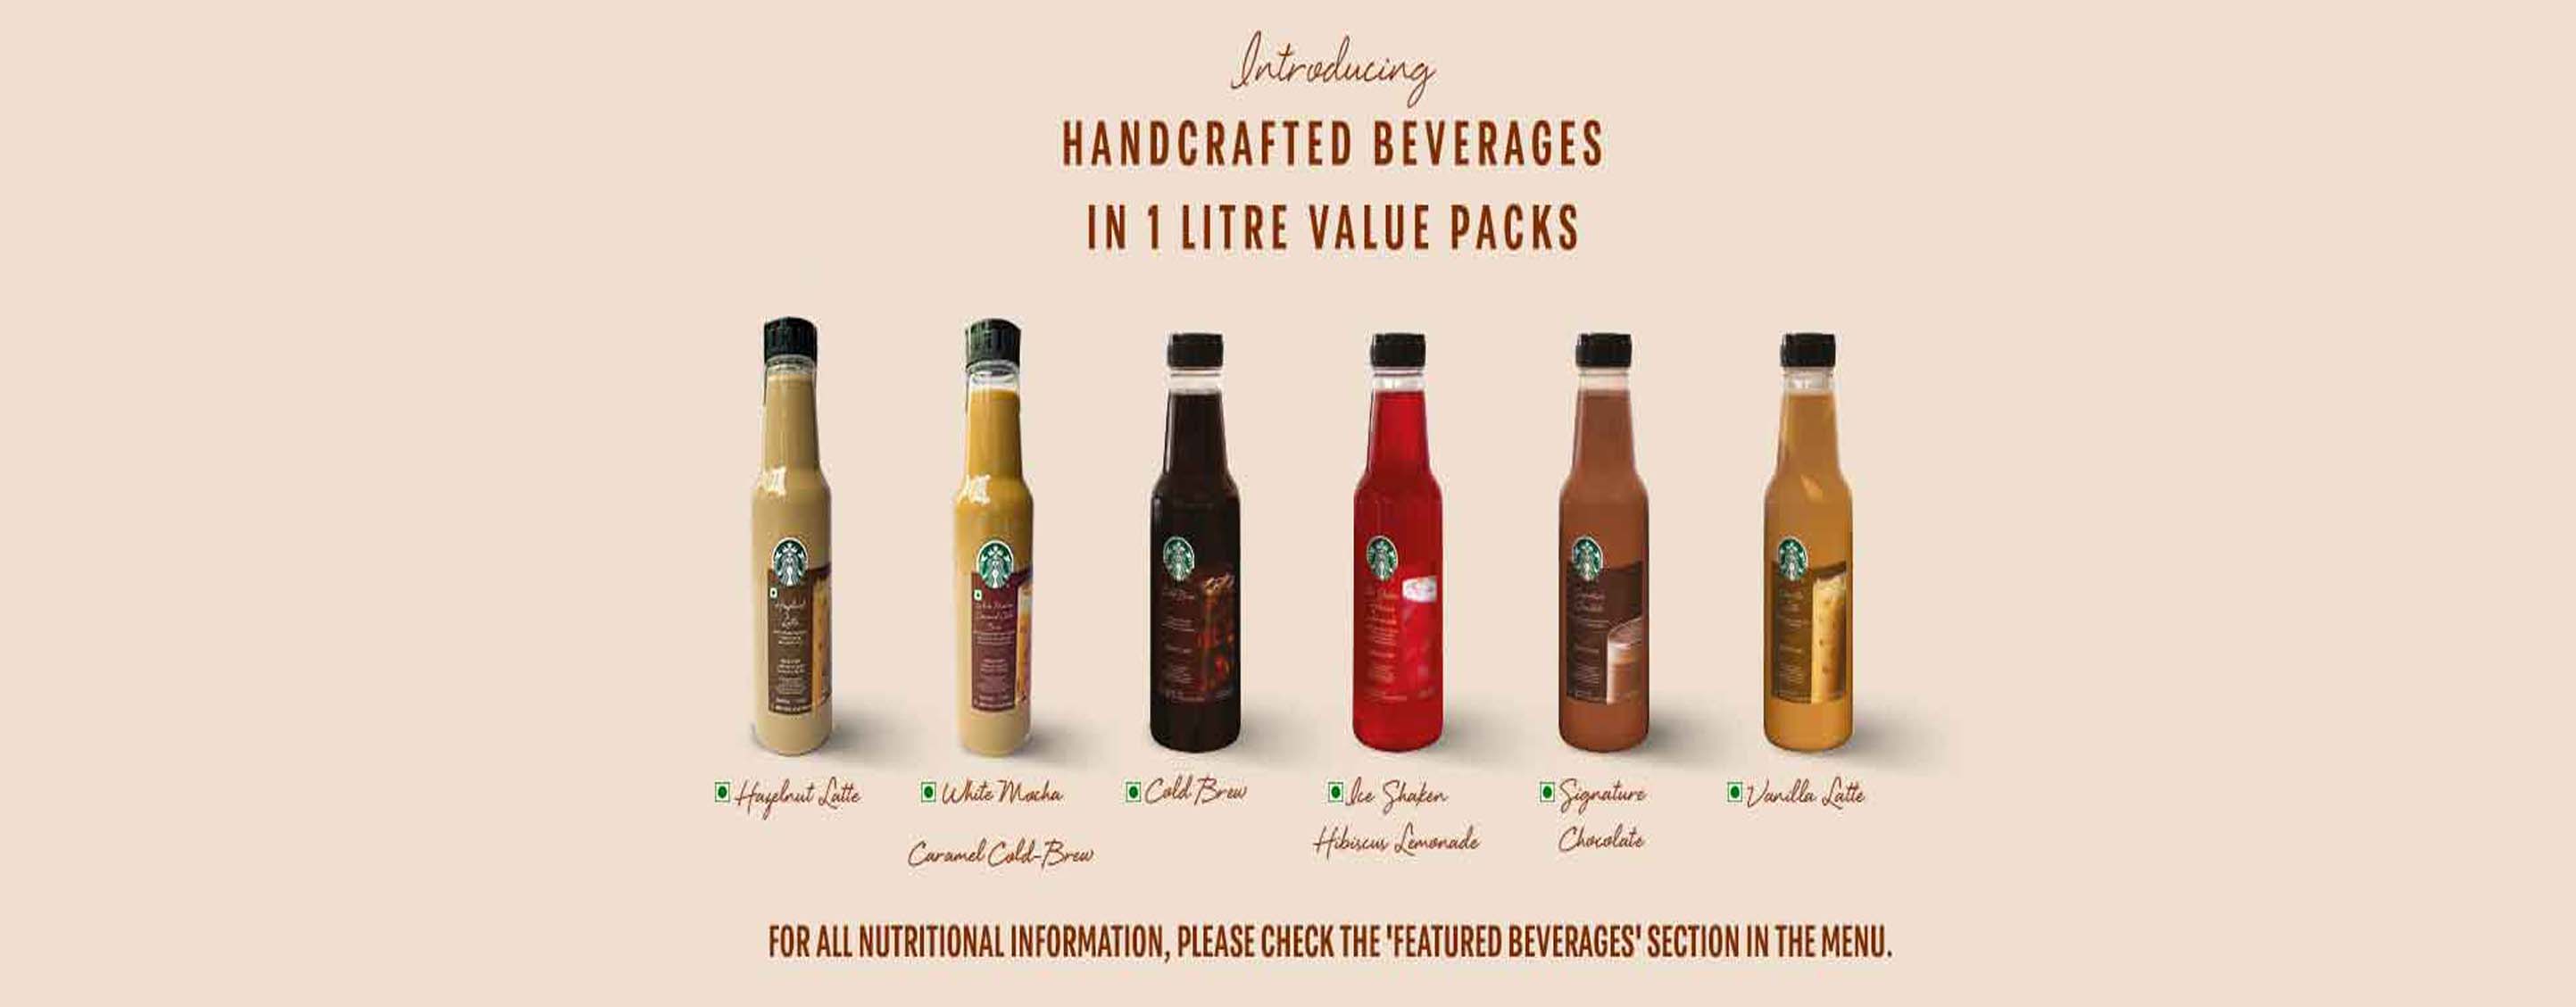 Introducing
HANDCRAFTED BEVERAGES
IN 1 LITRE VALUE PACKS
Hazelnut Latte
White Mocha
Caramel Cold-Brew
Cold Brew
Ice Shaken
Hibiscus Lemonade
Signature
Chocolate
Vanilla Latte
FOR ALL NUTRITIONAL INFORMATION, PLEASE CHECK THE 'FEATURED BEVERAGES' SECTION IN THE MENU.